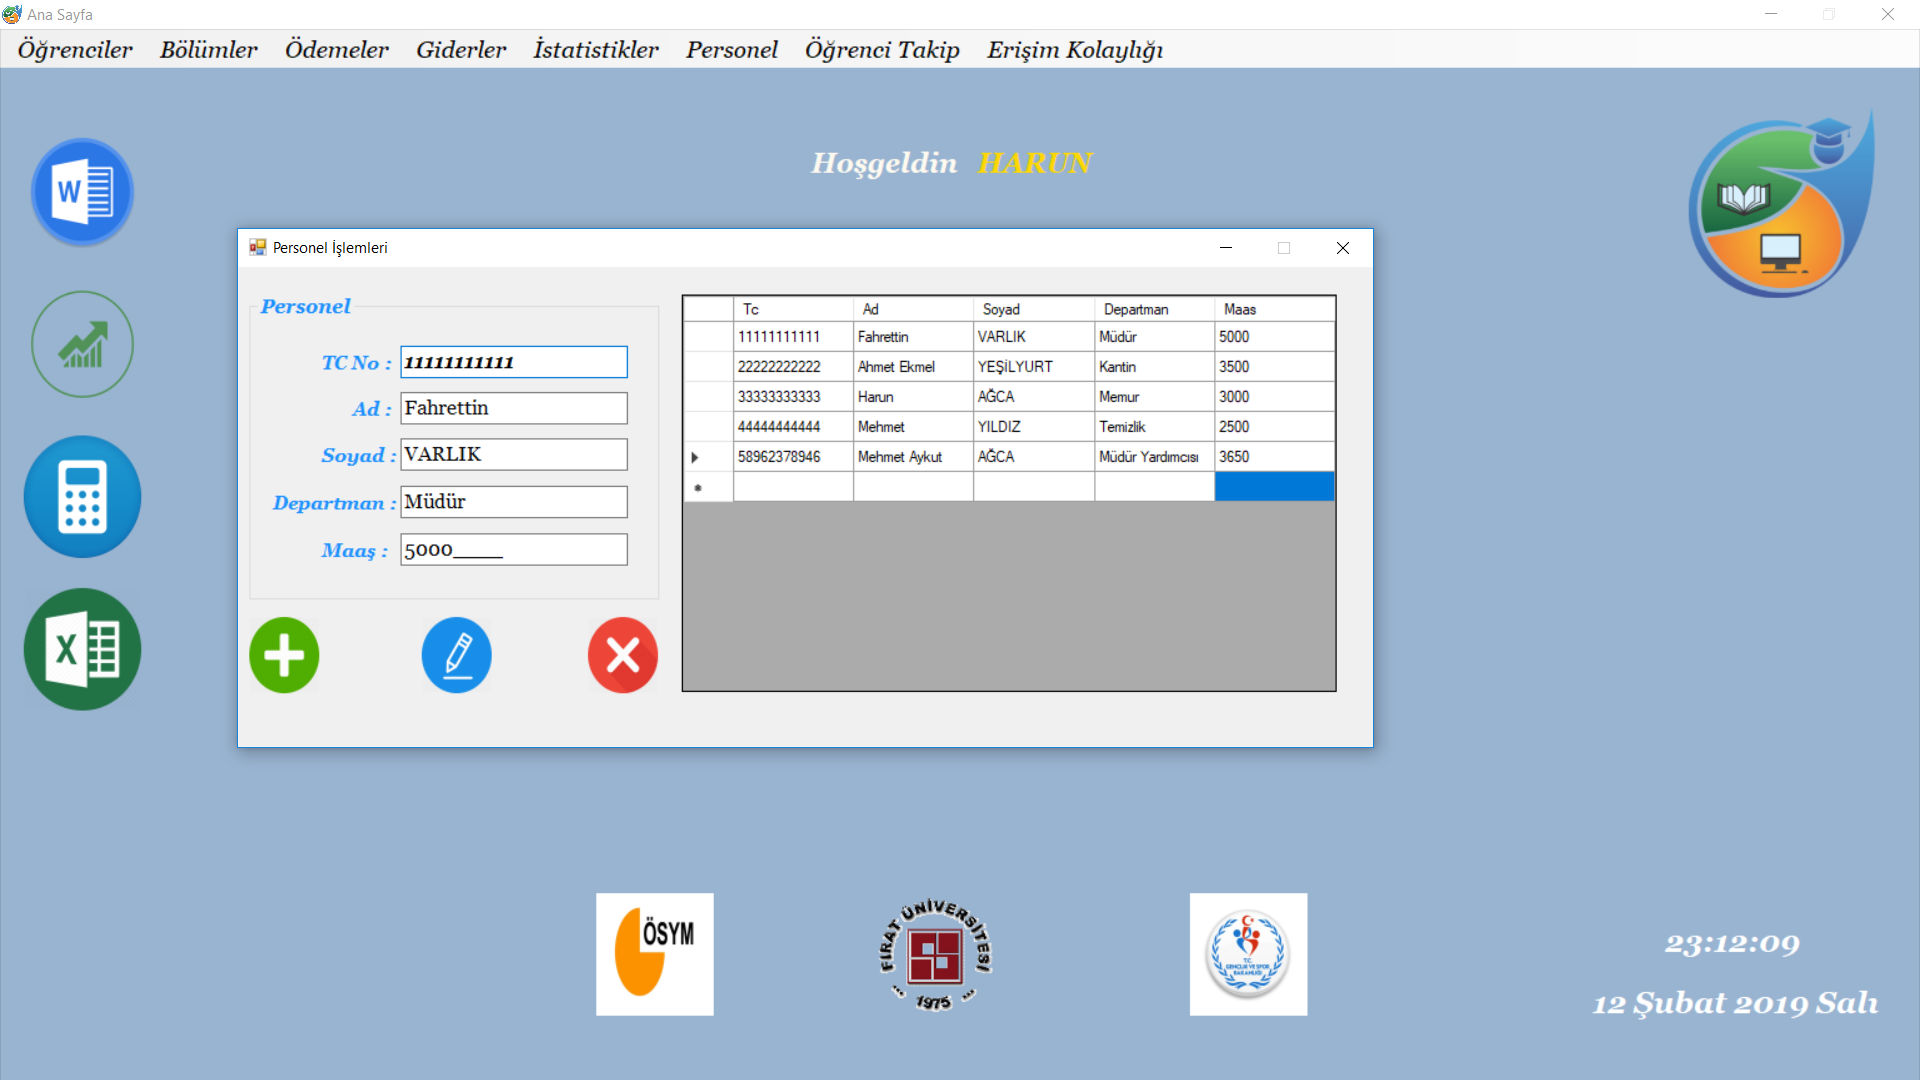 Ana Sayfa
Öğrenciler Bölümler Ödemeler Giderler İstatistikler Personel Öğrenci Takip Erişim Kolaylığı
Hoşgeldin HARUN
W
X
Personel İşlemleri
Personel
TC No : 11111111111
Ad : Fahrettin
Soyad : VARLIK
Departman : Müdür
Maaş : 5000____
Tc Ad Soyad Departman Maas
11111111111 Fahrettin VARLIK Müdür 5000
22222222222 Ahmet Ekmel YEŞİLYURT Kantin 3500
33333333333 Harun AĞCA Memur 3000
44444444444 Mehmet YILDIZ Temizlik 2500
58962378946 Mehmet Aykut AĞCA Müdür Yardımcısı 3650
ÖSYM
FIRAT ÜNİVERSİTESİ
1975
T.C.
GENÇLİK VE SPOR
BAKANLIĞI
23:12:09
12 Şubat 2019 Salı